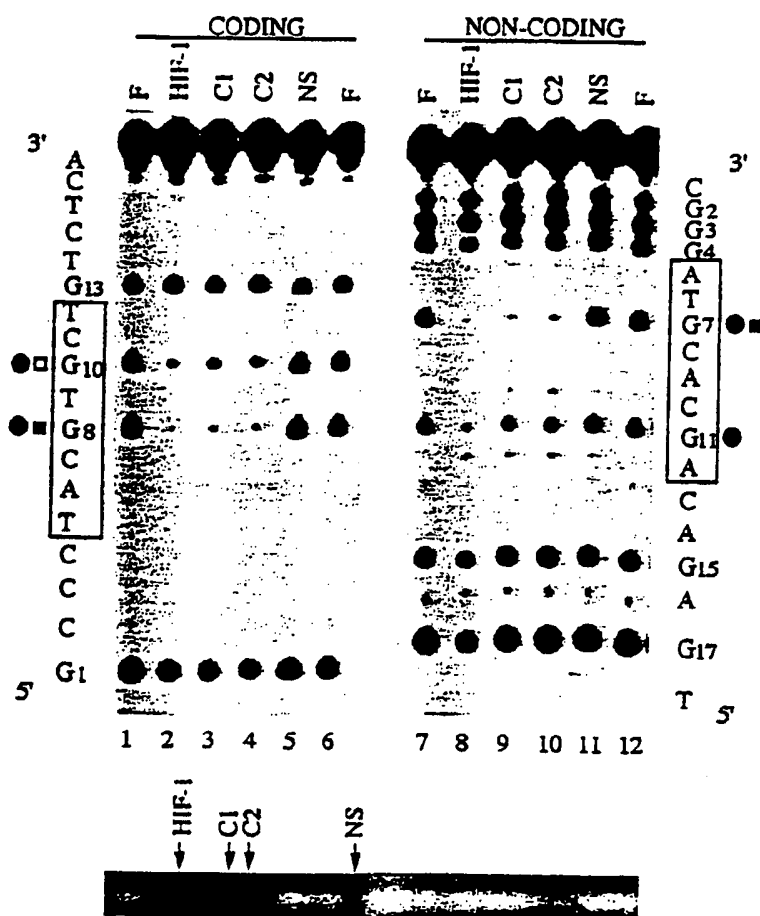 CODING
NON-CODING
F HIF-1 C1 C2 NS F
F HIF-1 C1 C2 NS F
3'
A
C
T
C
T
G13
T
C
G10
T
G8
C
A
T
C
C
C
G1
5'
3'
C
G2
G3
G4
A
T
G7
C
A
C
G11
A
C
A
G15
A
G17
T
5'
1 2 3 4 5 6
7 8 9 10 11 12
HIF-1 C1 C2 NS